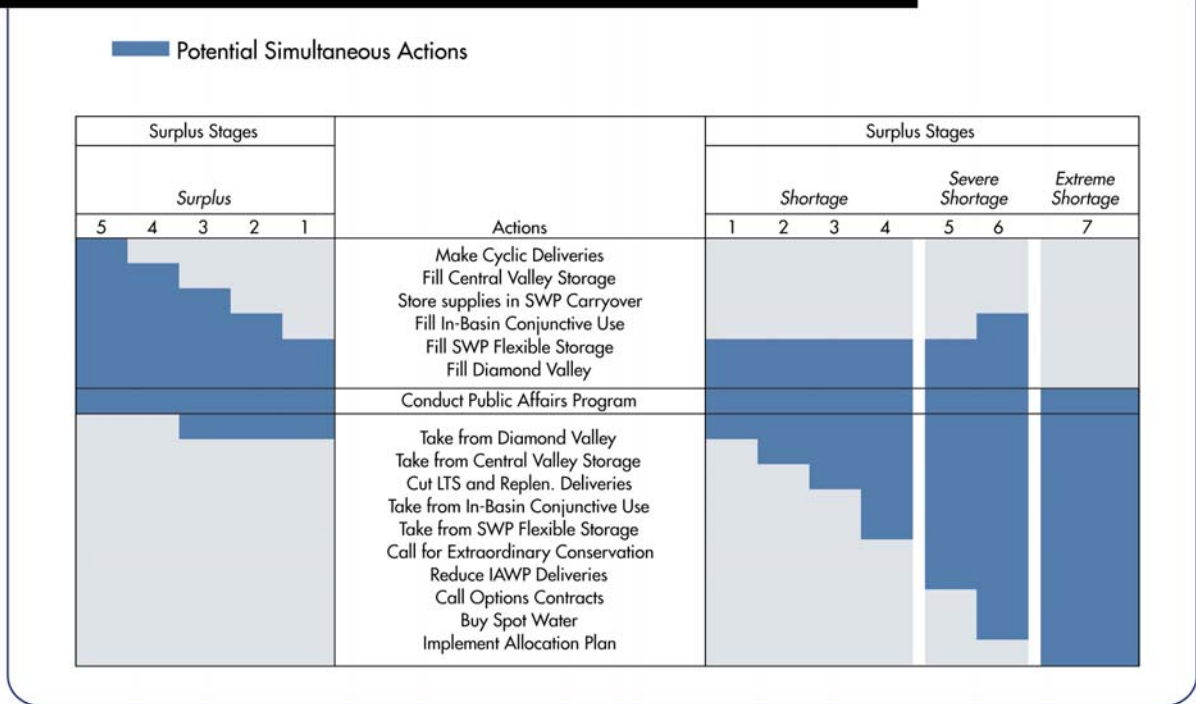 Potential Simultaneous Actions
Surplus Stages
Surplus
5 4 3 2 1
Actions
Surplus Stages
Shortage
Severe
Shortage
Extreme
Shortage
1 2 3 4 5 6 7
Make Cyclic Deliveries
Fill Central Valley Storage
Store supplies in SWP Carryover
Fill In-Basin Conjunctive Use
Fill SWP Flexible Storage
Fill Diamond Valley
Conduct Public Affairs Program
Take from Diamond Valley
Take from Central Valley Storage
Cut LTS and Replen. Deliveries
Take from In-Basin Conjunctive Use
Take from SWP Flexible Storage
Call for Extraordinary Conservation
Reduce IAWP Deliveries
Call Options Contracts
Buy Spot Water
Implement Allocation Plan